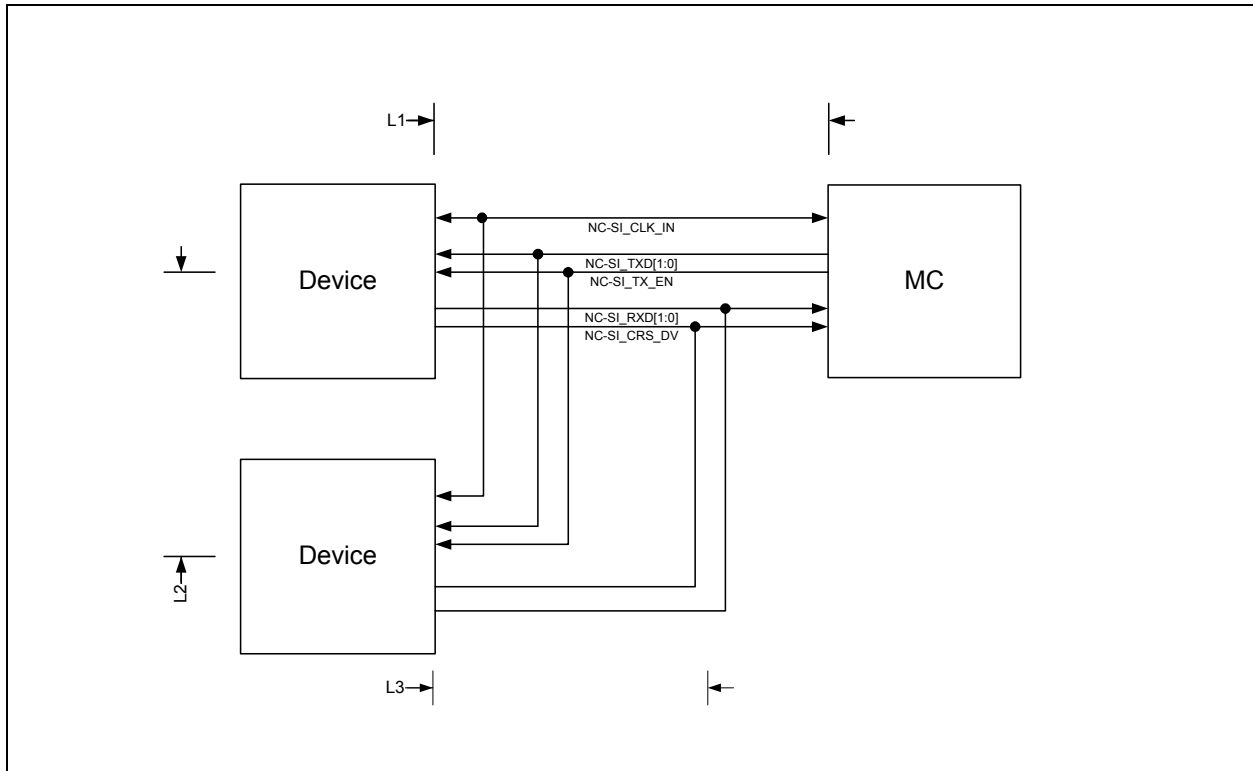 L1
NC-SI_CLK_IN
Device
NC-SI_TXD[1:0]
NC-SI_TX_EN
MC
NC-SI_RXD[1:0]
NC-SI_CRS_DV
Device
L2
L3